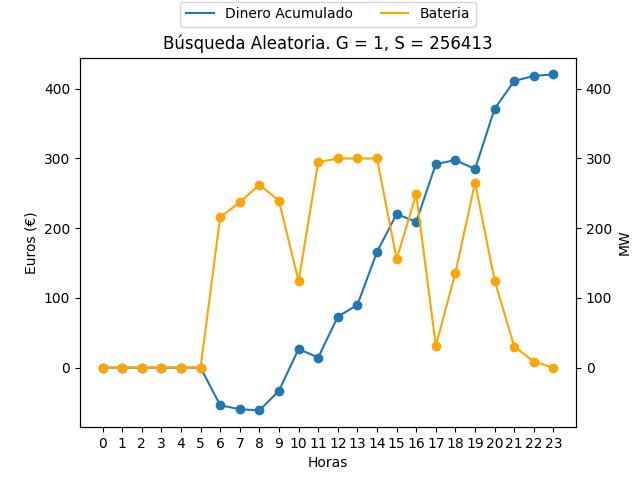 Dinero Acumulado Bateria
Búsqueda Aleatoria. G = 1, S = 256413
400 400
300 300
200 200
100 100
0 0
Euros (€)
MW
0 1 2 3 4 5 6 7 8 9 10 11 12 13 14 15 16 17 18 19 20 21 22 23
Horas